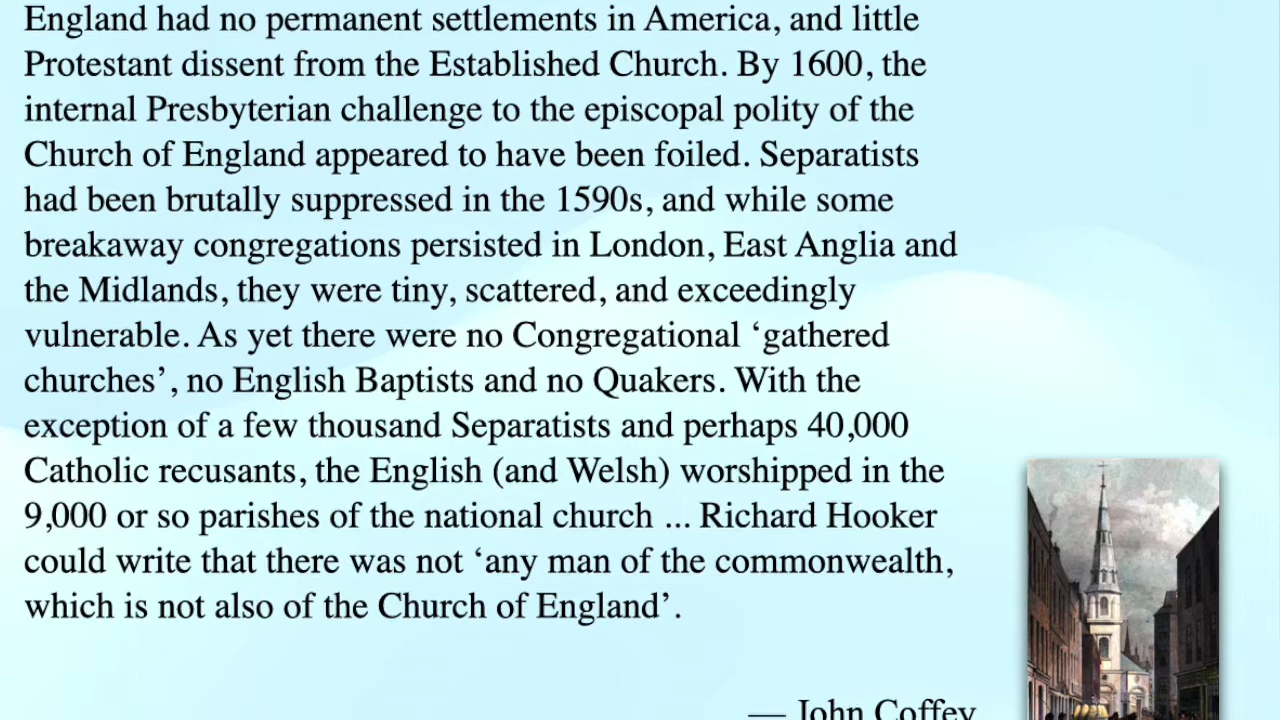 England had no permanent settlements in America, and little
Protestant dissent from the Established Church. By 1600, the
internal Presbyterian challenge to the episcopal polity of the
Church of England appeared to have been foiled. Separatists
had been brutally suppressed in the 1590s, and while some
breakaway congregations persisted in London, East Anglia and
the Midlands, they were tiny, scattered, and exceedingly
vulnerable. As yet there were no Congregational ‘gathered
churches’, no English Baptists and no Quakers. With the
exception of a few thousand Separatists and perhaps 40,000
Catholic recusants, the English (and Welsh) worshipped in the
9,000 or so parishes of the national church ... Richard Hooker
could write that there was not ‘any man of the commonwealth,
which is not also of the Church of England’.
— John Coffey